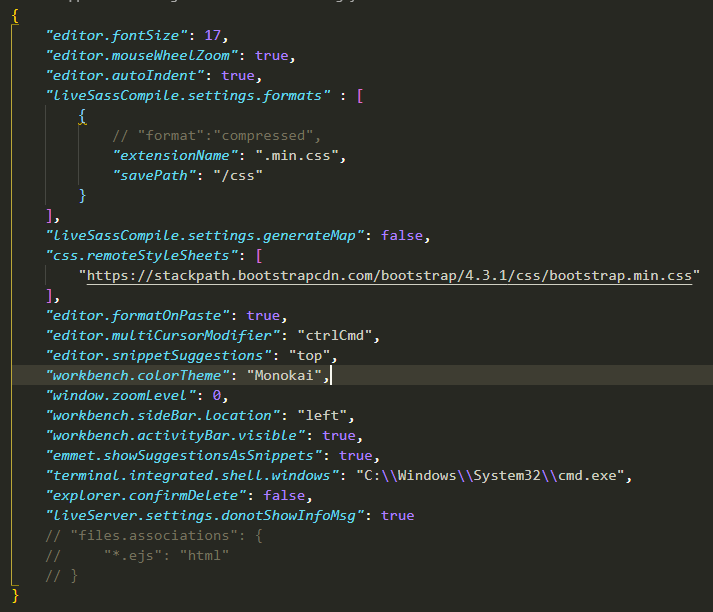 {
"editor.fontSize": 17,
"editor.mouseWheelZoom": true,
"editor.autoIndent": true,
"liveSassCompile.settings.formats" : [
{
// "format":"compressed",
"extensionName": ".min.css",
"savePath": "/css"
}
],
"liveSassCompile.settings.generateMap": false,
"css.remoteStyleSheets": [
"https://stackpath.bootstrapcdn.com/bootstrap/4.3.1/css/bootstrap.min.css"
],
"editor.formatOnPaste": true,
"editor.multiCursorModifier": "ctrlCmd",
"editor.snippetSuggestions": "top",
"workbench.colorTheme": "Monokai",
"window.zoomLevel": 0,
"workbench.sideBar.location": "left",
"workbench.activityBar.visible": true,
"emmet.showSuggestionsAsSnippets": true,
"terminal.integrated.shell.windows": "C:\\Windows\\System32\\cmd.exe",
"explorer.confirmDelete": false,
"liveServer.settings.donotShowInfoMsg": true
// "files.associations": {
//     "*.ejs": "html"
// }
}